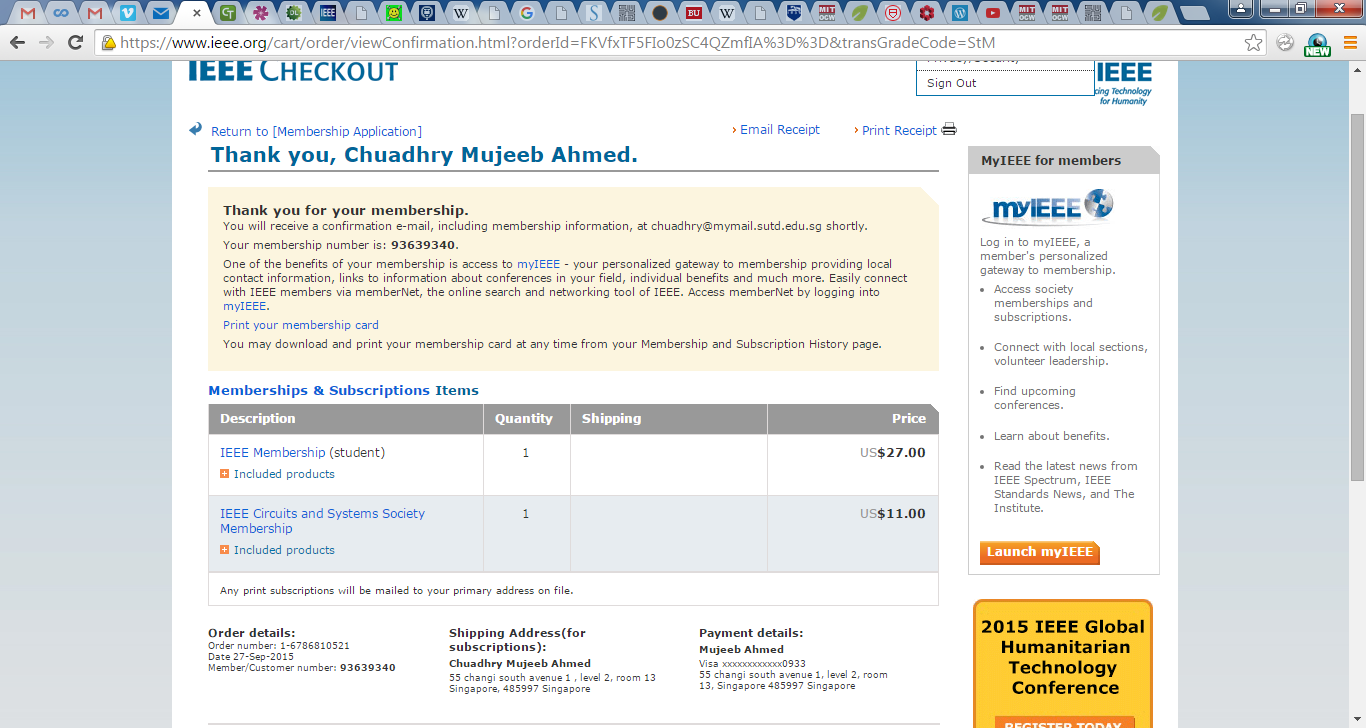 https://www.ieee.org/cart/order/viewConfirmation.html?orderId=FKVfxTF5FIo0zSC4QZmfIA%3D%3D&transGradeCode=StM
NEW
IEEE CHECKOUT
Sign Out
IEEE
cing Technology
for Humanity
Return to [Membership Application]
Email Receipt
Print Receipt
Thank you, Chuadhry Mujeeb Ahmed.
Thank you for your membership.
You will receive a confirmation e-mail, including membership information, at chuadhry@mymail.sutd.edu.sg shortly.
Your membership number is: 93639340.
One of the benefits of your membership is access to myIEEE - your personalized gateway to membership providing local
contact information, links to information about conferences in your field, individual benefits and much more. Easily connect
with IEEE members via memberNet, the online search and networking tool of IEEE. Access memberNet by logging into
myIEEE.
Print your membership card
You may download and print your membership card at any time from your Membership and Subscription History page.
Memberships & Subscriptions Items
Description Quantity Shipping Price
IEEE Membership (student) 1 US$27.00
Included products
IEEE Circuits and Systems Society 1 US$11.00
Membership
Included products
Any print subscriptions will be mailed to your primary address on file.
Order details:
Order number: 1-6786810521
Date 27-Sep-2015
Member/Customer number: 93639340
Shipping Address(for
subscriptions):
Chuadhry Mujeeb Ahmed
55 changi south avenue 1 , level 2, room 13
Singapore, 485997 Singapore
Payment details:
Mujeeb Ahmed
Visa xxxxxxxxxxxx0933
55 changi south avenue 1, level 2, room
13, Singapore 485997 Singapore
MyIEEE for members
myIEEE
Log in to myIEEE, a
member's personalized
gateway to membership.
Access society
memberships and
subscriptions.
Connect with local sections,
volunteer leadership.
Find upcoming
conferences.
Learn about benefits.
Read the latest news from
IEEE Spectrum, IEEE
Standards News, and The
Institute.
Launch myIEEE
2015 IEEE Global
Humanitarian
Technology
Conference
REGISTER TODAY